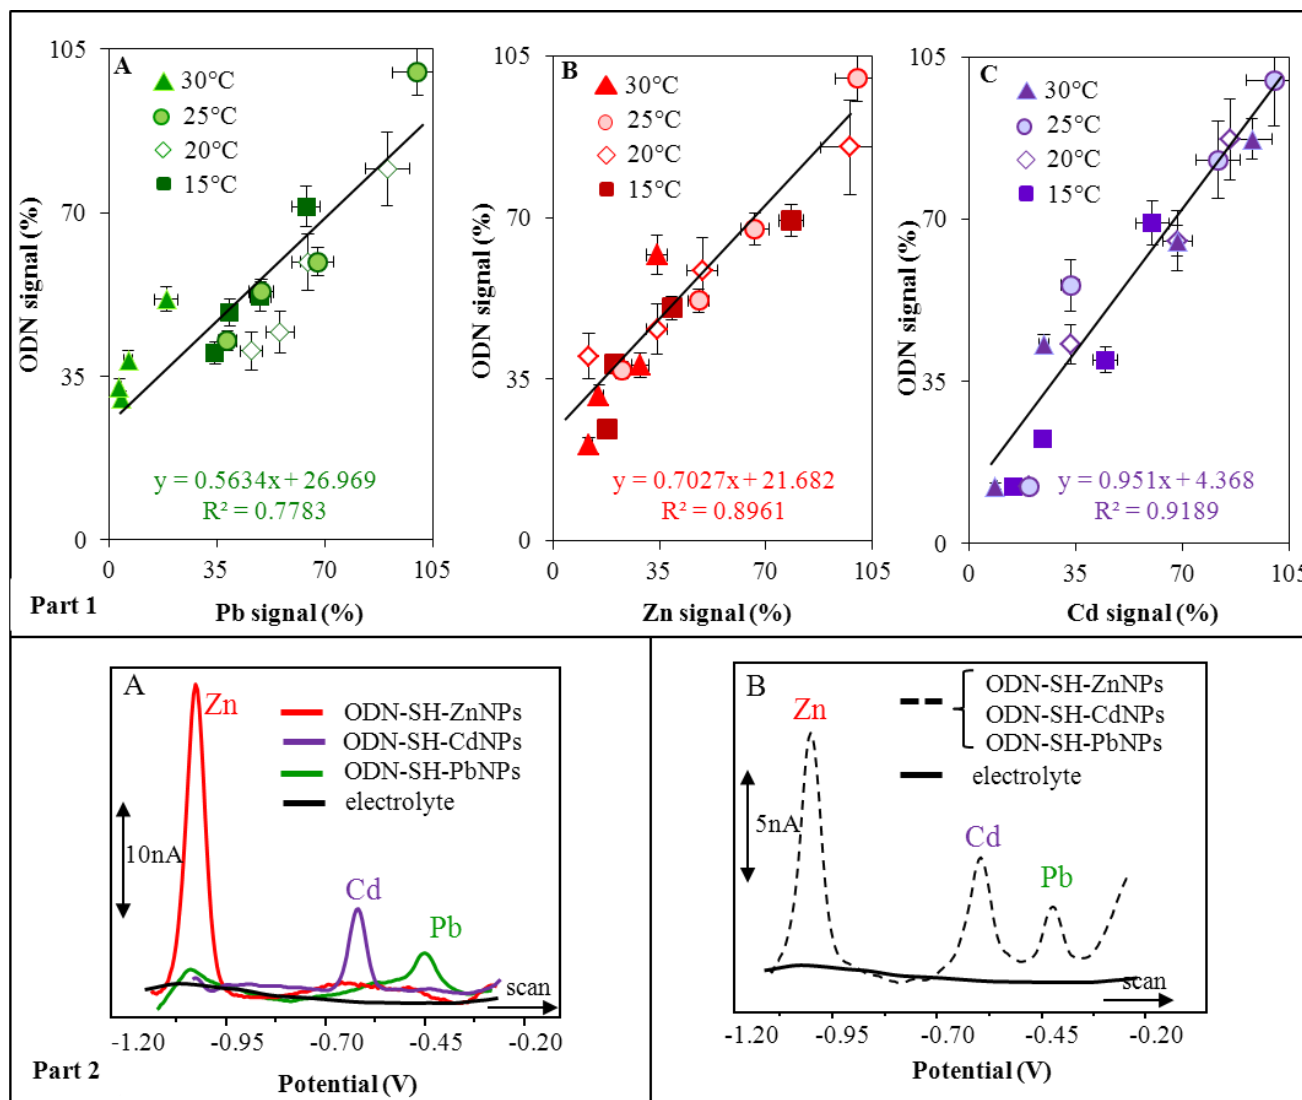 A
30°C
25°C
20°C
15°C
105
70
35
0
0
35
70
105
ODN signal (%)
Pb signal (%)
y = 0.5634x + 26.969
R² = 0.7783
B
30°C
25°C
20°C
15°C
105
70
35
0
0
35
70
105
ODN signal (%)
Zn signal (%)
y = 0.7027x + 21.682
R² = 0.8961
C
30°C
25°C
20°C
15°C
105
70
35
0
0
35
70
105
ODN signal (%)
Cd signal (%)
y = 0.951x + 4.368
R² = 0.9189
Part 1
A
Zn
Cd
Pb
ODN-SH-ZnNPs
ODN-SH-CdNPs
ODN-SH-PbNPs
electrolyte
10nA
scan
-1.20
-0.95
-0.70
-0.45
-0.20
Potential (V)
B
Zn
Cd
Pb
ODN-SH-ZnNPs
ODN-SH-CdNPs
ODN-SH-PbNPs
electrolyte
5nA
scan
-1.20
-0.95
-0.70
-0.45
-0.20
Potential (V)
Part 2